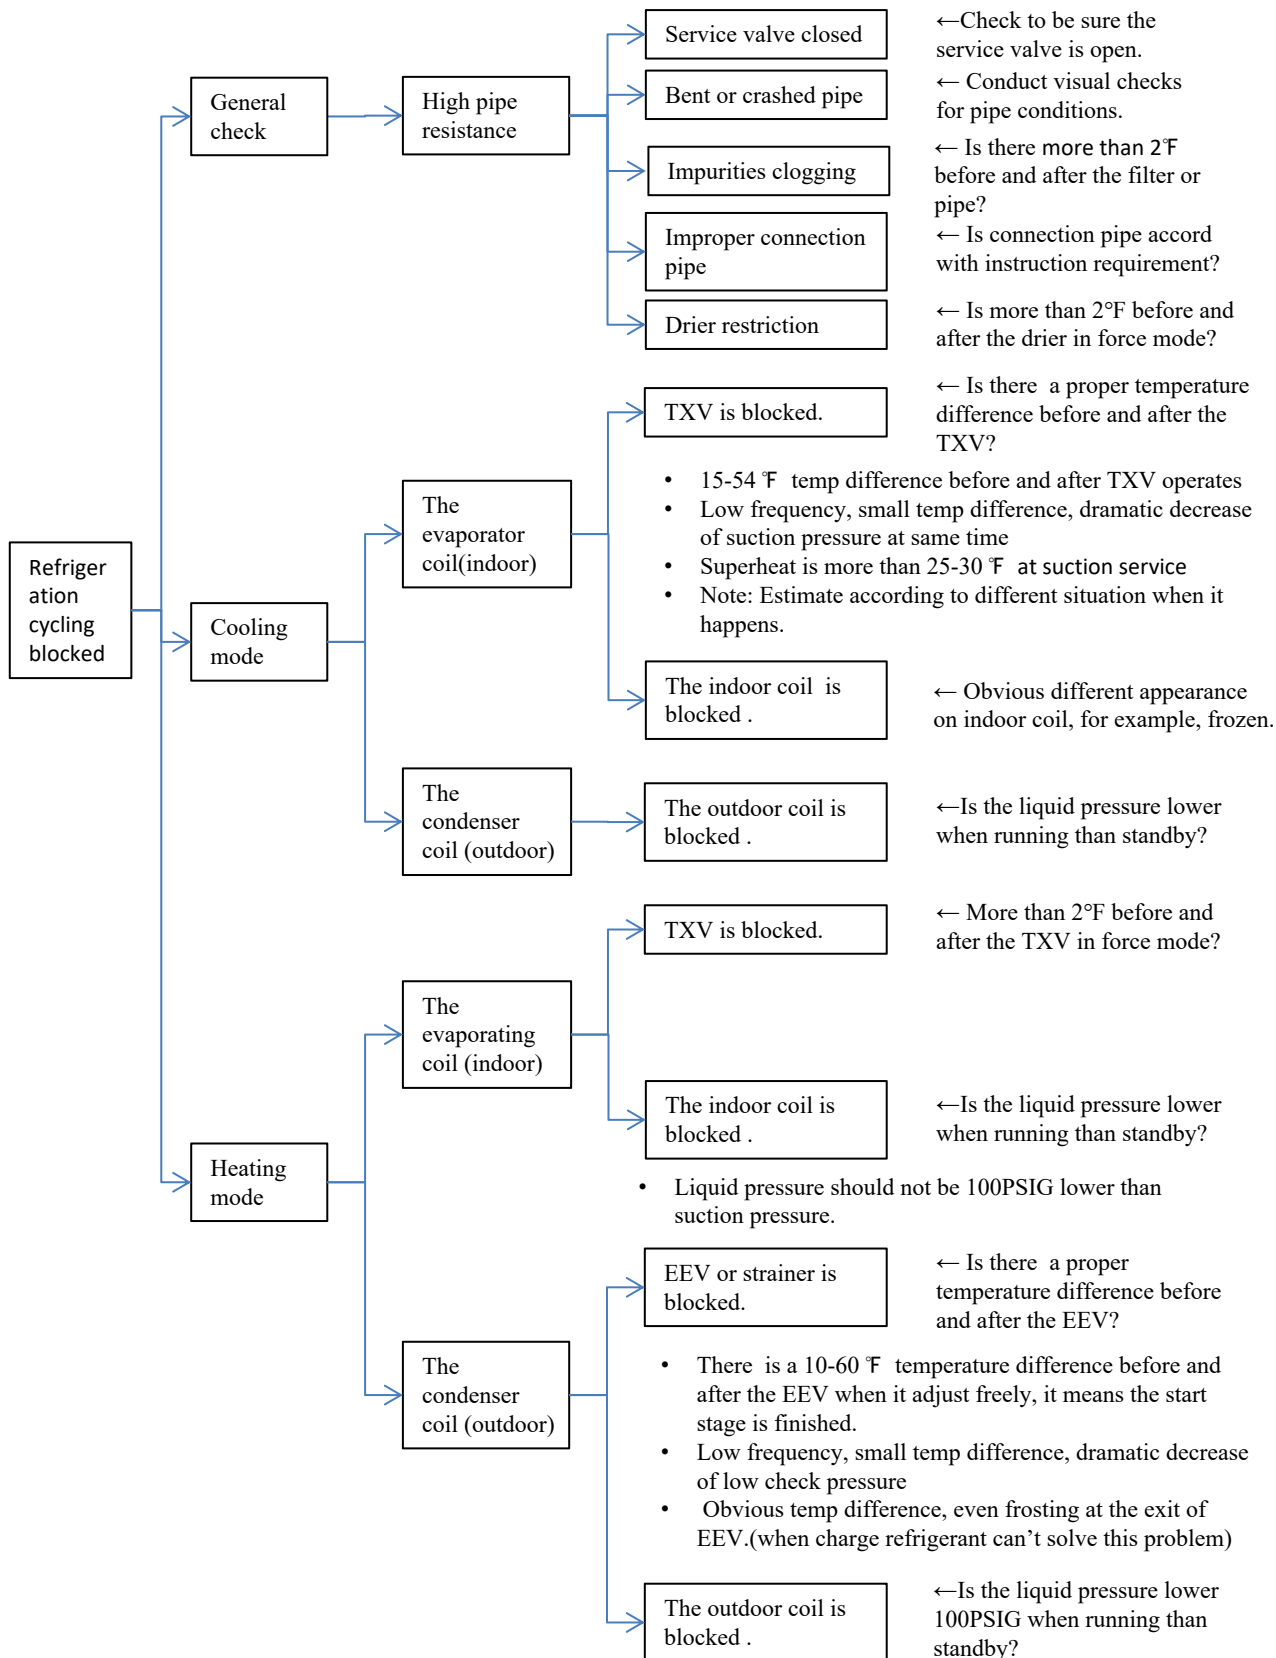 Service valve closed
←Check to be sure the
service valve is open.
General
check
High pipe
resistance
Bent or crashed pipe
← Conduct visual checks
for pipe conditions.
Impurities clogging
← Is there more than 2℉
before and after the filter or
pipe?
Improper connection
pipe
← Is connection pipe accord
with instruction requirement?
Drier restriction
← Is more than 2°F before and
after the drier in force mode?
TXV is blocked.
← Is there  a proper temperature
difference before and after the
TXV?
• 15-54 ℉ temp difference before and after TXV operates
• Low frequency, small temp difference, dramatic decrease
of suction pressure at same time
• Superheat is more than 25-30 ℉ at suction service
• Note: Estimate according to different situation when it
happens.
The
evaporator
coil(indoor)
Refriger
ation
cycling
blocked
Cooling
mode
The indoor coil  is
blocked .
← Obvious different appearance
on indoor coil, for example, frozen.
The
condenser
coil (outdoor)
The outdoor coil is
blocked .
←Is the liquid pressure lower
when running than standby?
TXV is blocked.
← More than 2°F before and
after the TXV in force mode?
The
evaporating
coil (indoor)
The indoor coil is
blocked .
←Is the liquid pressure lower
when running than standby?
Heating
mode
• Liquid pressure should not be 100PSIG lower than
suction pressure.
EEV or strainer is
blocked.
← Is there  a proper
temperature difference before
and after the EEV?
The
condenser
coil (outdoor)
• There  is a 10-60 ℉ temperature difference before and
after the EEV when it adjust freely, it means the start
stage is finished.
• Low frequency, small temp difference, dramatic decrease
of low check pressure
• Obvious temp difference, even frosting at the exit of
EEV.(when charge refrigerant can’t solve this problem)
The outdoor coil is
blocked .
←Is the liquid pressure lower
100PSIG when running than
standby?